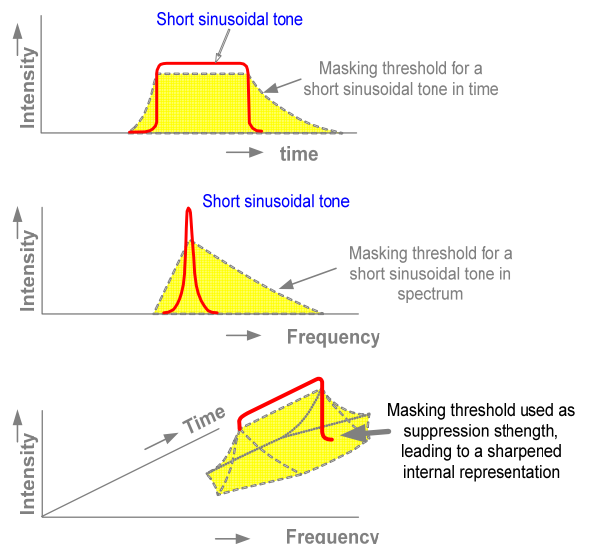 Short sinusoidal tone
Intensity
Masking threshold for a
short sinusoidal tone in time
time
Short sinusoidal tone
Intensity
Masking threshold for a
short sinusoidal tone in
spectrum
Frequency
Time
Intensity
Masking threshold used as
suppression sthength,
leading to a sharpened
internal representation
Frequency